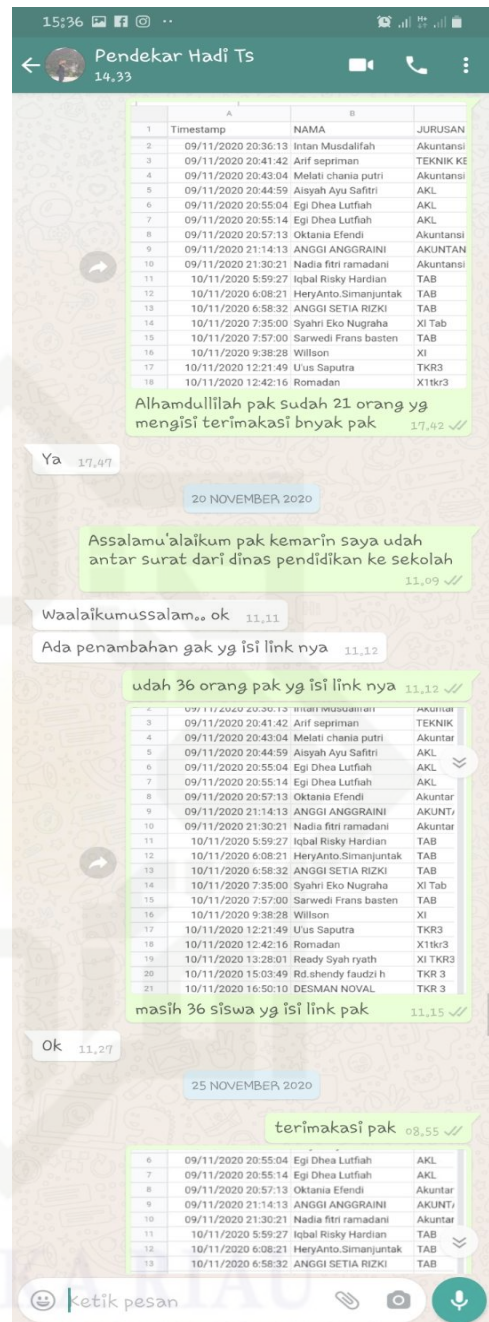 15:36
Pendekar Hadi Ts
14.33
A B
1 Timestamp NAMA JURUSAN
2 09/11/2020 20:36:13 Intan Musdalifah Akuntansi
3 09/11/2020 20:41:42 Arif sepriman TEKNIK KE
4 09/11/2020 20:43:04 Melati chania putri Akuntansi
5 09/11/2020 20:44:59 Aisyah Ayu Safitri AKL
6 09/11/2020 20:55:04 Egi Dhea Lutfiah AKL
7 09/11/2020 20:55:14 Egi Dhea Lutfiah AKL
8 09/11/2020 20:57:13 Oktania Efendi Akuntansi
9 09/11/2020 21:14:13 ANGGI ANGGRAINI AKUNTAN
10 09/11/2020 21:30:21 Nadia fitri ramadani Akuntansi
11 10/11/2020 5:59:27 Iqbal Risky Hardian TAB
12 10/11/2020 6:08:21 HeryAnto.Simanjuntak TAB
13 10/11/2020 6:58:32 ANGGI SETIA RIZKI TAB
14 10/11/2020 7:35:00 Syahri Eko Nugraha XI Tab
15 10/11/2020 7:57:00 Sarwedi Frans basten TAB
16 10/11/2020 9:38:28 Willson XI
17 10/11/2020 12:21:49 U'us Saputra TKR3
18 10/11/2020 12:42:16 Romadan X1tkr3
Alhamdullilah pak sudah 21 orang yg
mengisi terimakasi bnyak pak 17.42
Ya 17.47
20 NOVEMBER 2020
Assalamu'alaikum pak kemarin saya udah
antar surat dari dinas pendidikan ke sekolah
11.09
Waalaikumussalam.. ok 11.11
Ada penambahan gak yg isi link nya 11.12
udah 36 orang pak yg isi link nya 11.12
2 09/11/2020 20:36:13 Intan Musdalifah Akuntar
3 09/11/2020 20:41:42 Arif sepriman TEKNIK
4 09/11/2020 20:43:04 Melati chania putri Akuntar
5 09/11/2020 20:44:59 Aisyah Ayu Safitri AKL
6 09/11/2020 20:55:04 Egi Dhea Lutfiah AKL
7 09/11/2020 20:55:14 Egi Dhea Lutfiah AKL
8 09/11/2020 20:57:13 Oktania Efendi Akuntar
9 09/11/2020 21:14:13 ANGGI ANGGRAINI AKUNT
10 09/11/2020 21:30:21 Nadia fitri ramadani Akuntar
11 10/11/2020 5:59:27 Iqbal Risky Hardian TAB
12 10/11/2020 6:08:21 HeryAnto.Simanjuntak TAB
13 10/11/2020 6:58:32 ANGGI SETIA RIZKI TAB
14 10/11/2020 7:35:00 Syahri Eko Nugraha XI Tab
15 10/11/2020 7:57:00 Sarwedi Frans basten TAB
16 10/11/2020 9:38:28 Willson XI
17 10/11/2020 12:21:49 U'us Saputra TKR3
18 10/11/2020 12:42:16 Romadan X1tkr3
19 10/11/2020 13:28:01 Ready Syah ryath XI TKR3
20 10/11/2020 15:03:49 Rd.shendy faudzi h TKR 3
21 10/11/2020 16:50:10 DESMAN NOVAL TKR 3
masih 36 siswa yg isi link pak 11.15
Ok 11.27
25 NOVEMBER 2020
terimakasi pak 08.55
6 09/11/2020 20:55:04 Egi Dhea Lutfiah AKL
7 09/11/2020 20:55:14 Egi Dhea Lutfiah AKL
8 09/11/2020 20:57:13 Oktania Efendi Akuntar
9 09/11/2020 21:14:13 ANGGI ANGGRAINI AKUNT
10 09/11/2020 21:30:21 Nadia fitri ramadani Akuntar
11 10/11/2020 5:59:27 Iqbal Risky Hardian TAB
12 10/11/2020 6:08:21 HeryAnto.Simanjuntak TAB
13 10/11/2020 6:58:32 ANGGI SETIA RIZKI TAB
Ketik pesan
RIAU